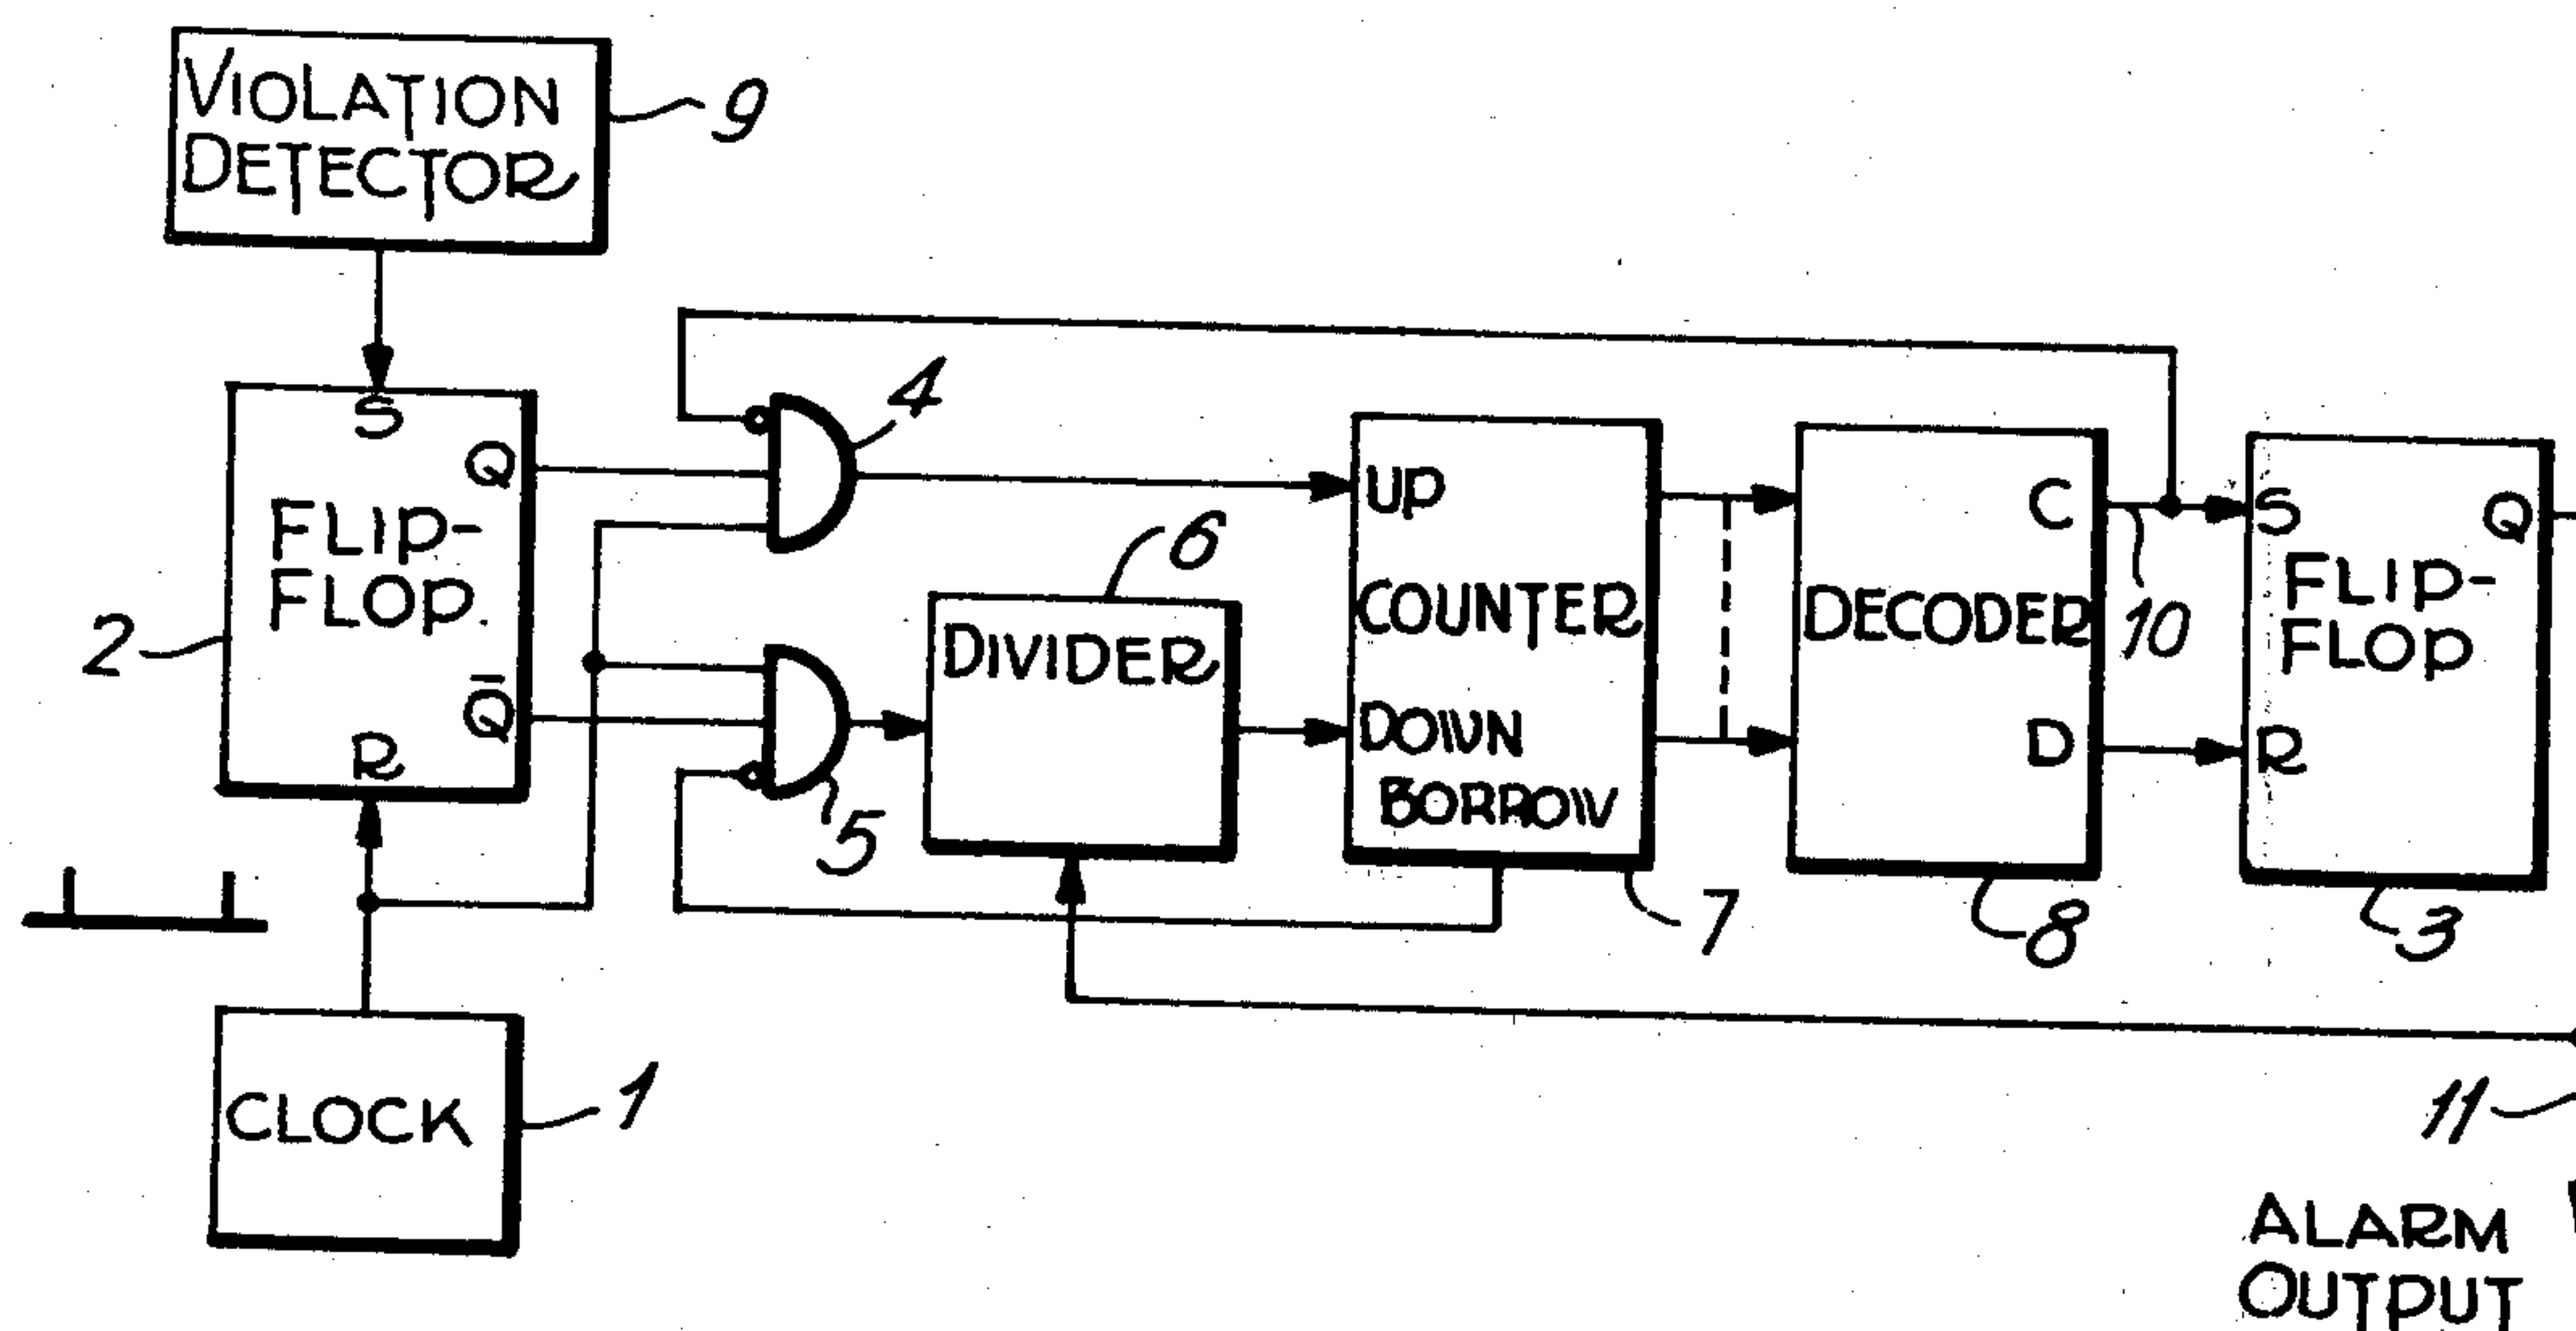 VIOLATION
DETECTOR
9
S
Q
FLIP-
FLOP
Q̅
R
2
4
5
6
DIVIDER
UP
COUNTER
DOWN
BORROW
7
DECODER
C
D
8
10
S
Q
FLIP-
FLOP
R
3
CLOCK
1
11
ALARM
OUTPUT